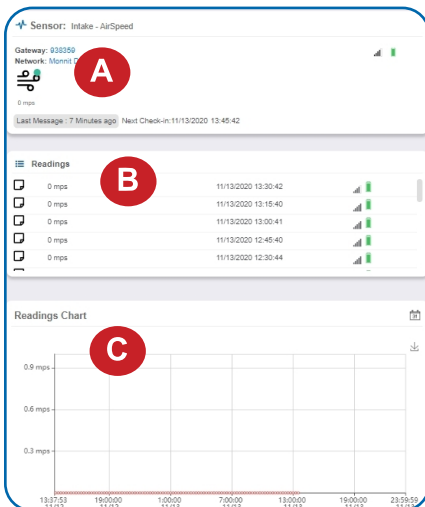 Sensor: Intake - AirSpeed
Gateway: 938359
Network: Monnit
A
0 mps
Last Message : 7 Minutes ago Next Check-in:11/13/2020 13:45:42
Readings
B
0 mps 11/13/2020 13:30:42
0 mps 11/13/2020 13:15:40
0 mps 11/13/2020 13:00:41
0 mps 11/13/2020 12:45:40
0 mps 11/13/2020 12:30:44
Readings Chart
31
C
0.9 mps
0.6 mps
0.3 mps
13:37:53 19:00:00 1:00:00 7:00:00 13:00:00 19:00:00 23:59:59